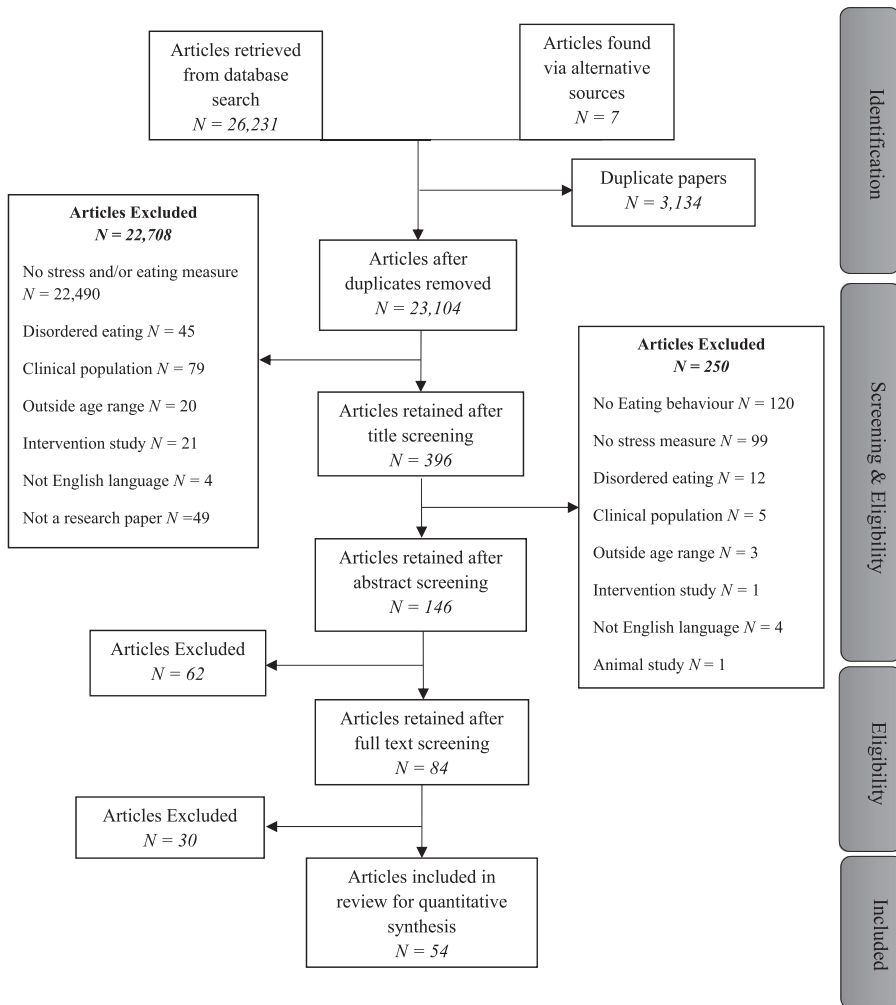 Articles retrieved
from database
search
N = 26,231
Articles found
via alternative
sources
N = 7
Duplicate papers
N = 3,134
Articles Excluded
N = 22,708
No stress and/or eating measure
N = 22,490
Disordered eating N = 45
Clinical population N = 79
Outside age range N = 20
Intervention study N = 21
Not English language N = 4
Not a research paper N =49
Articles after
duplicates removed
N = 23,104
Articles retained after
title screening
N = 396
Articles Excluded
N = 250
No Eating behaviour N = 120
No stress measure N = 99
Disordered eating N = 12
Clinical population N = 5
Outside age range N = 3
Intervention study N = 1
Not English language N = 4
Animal study N = 1
Articles retained after
abstract screening
N = 146
Articles Excluded
N = 62
Articles retained after
full text screening
N = 84
Articles Excluded
N = 30
Articles included in
review for quantitative
synthesis
N = 54
Identification
Screening & Eligibility
Eligibility
Included